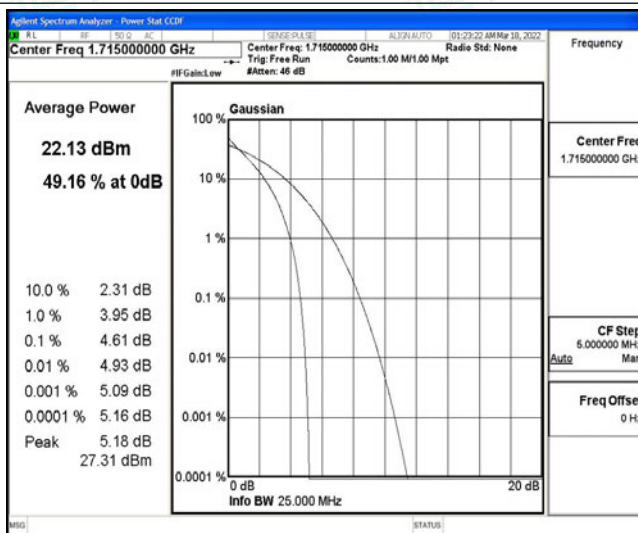 Agilent Spectrum Analyzer - Power Stat CCDF
RL RF 50 Ω AC SENSE:PULSE ALIGN AUTO 01:23:22 AM Mar 18, 2022
Center Freq 1.715000000 GHz
Center Freq: 1.715000000 GHz Radio Std: None
Trig: Free Run Counts:1.00 M/1.00 Mpt
#IFGain:Low #Atten: 46 dB
Frequency
Average Power
22.13 dBm
49.16 % at 0dB
10.0 % 2.31 dB
1.0 % 3.95 dB
0.1 % 4.61 dB
0.01 % 4.93 dB
0.001 % 5.09 dB
0.0001 % 5.16 dB
Peak 5.18 dB
27.31 dBm
Gaussian
100 %
10 %
1 %
0.1 %
0.01 %
0.001 %
0.0001 %
0 dB 20 dB
Info BW 25.000 MHz
Center Freq
1.715000000 GHz
CF Step
5.000000 MHz
Auto Man
Freq Offse
0 Hz
MSG STATUS